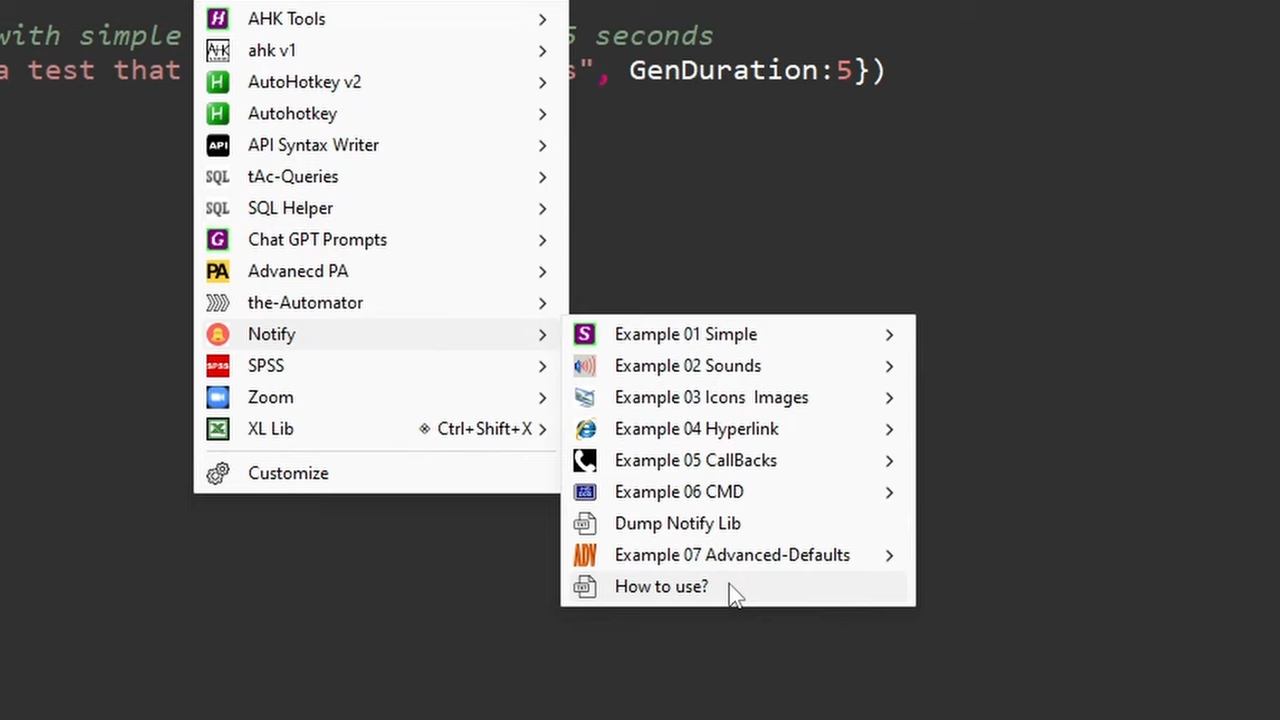 with simple 5 seconds
a test that s", GenDuration:5})
AHK Tools
ahk v1
AutoHotkey v2
Autohotkey
API Syntax Writer
tAc-Queries
SQL Helper
Chat GPT Prompts
Advanecd PA
the-Automator
Notify
SPSS
Zoom
XL Lib Ctrl+Shift+X
Customize
Example 01 Simple
Example 02 Sounds
Example 03 Icons  Images
Example 04 Hyperlink
Example 05 CallBacks
Example 06 CMD
Dump Notify Lib
Example 07 Advanced-Defaults
How to use?